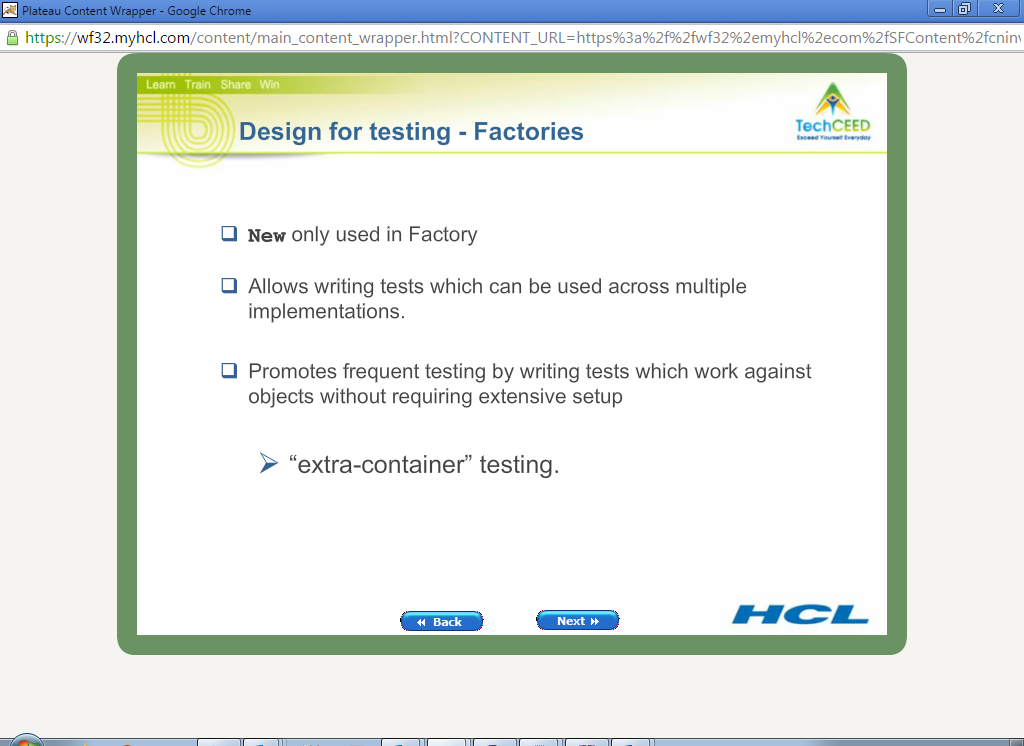 Plateau Content Wrapper - Google Chrome
https://wf32.myhcl.com/content/main_content_wrapper.html?CONTENT_URL=https%3a%2f%2fwf32%2emyhcl%2ecom%2fSFContent%2fcninv
Learn Train Share Win
TechCEED
Exceed Yourself Everyday
Design for testing - Factories
❑ New only used in Factory
❑ Allows writing tests which can be used across multiple
implementations.
❑ Promotes frequent testing by writing tests which work against
objects without requiring extensive setup
➢ “extra-container” testing.
Back
Next
HCL